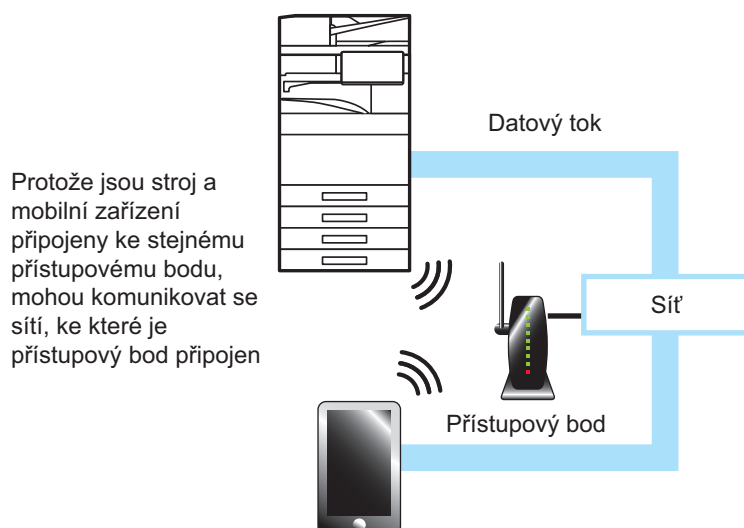 Datový tok
Protože jsou stroj a
mobilní zařízení
připojeny ke stejnému
přístupovému bodu,
mohou komunikovat se
sítí, ke které je
přístupový bod připojen
Síť
Přístupový bod